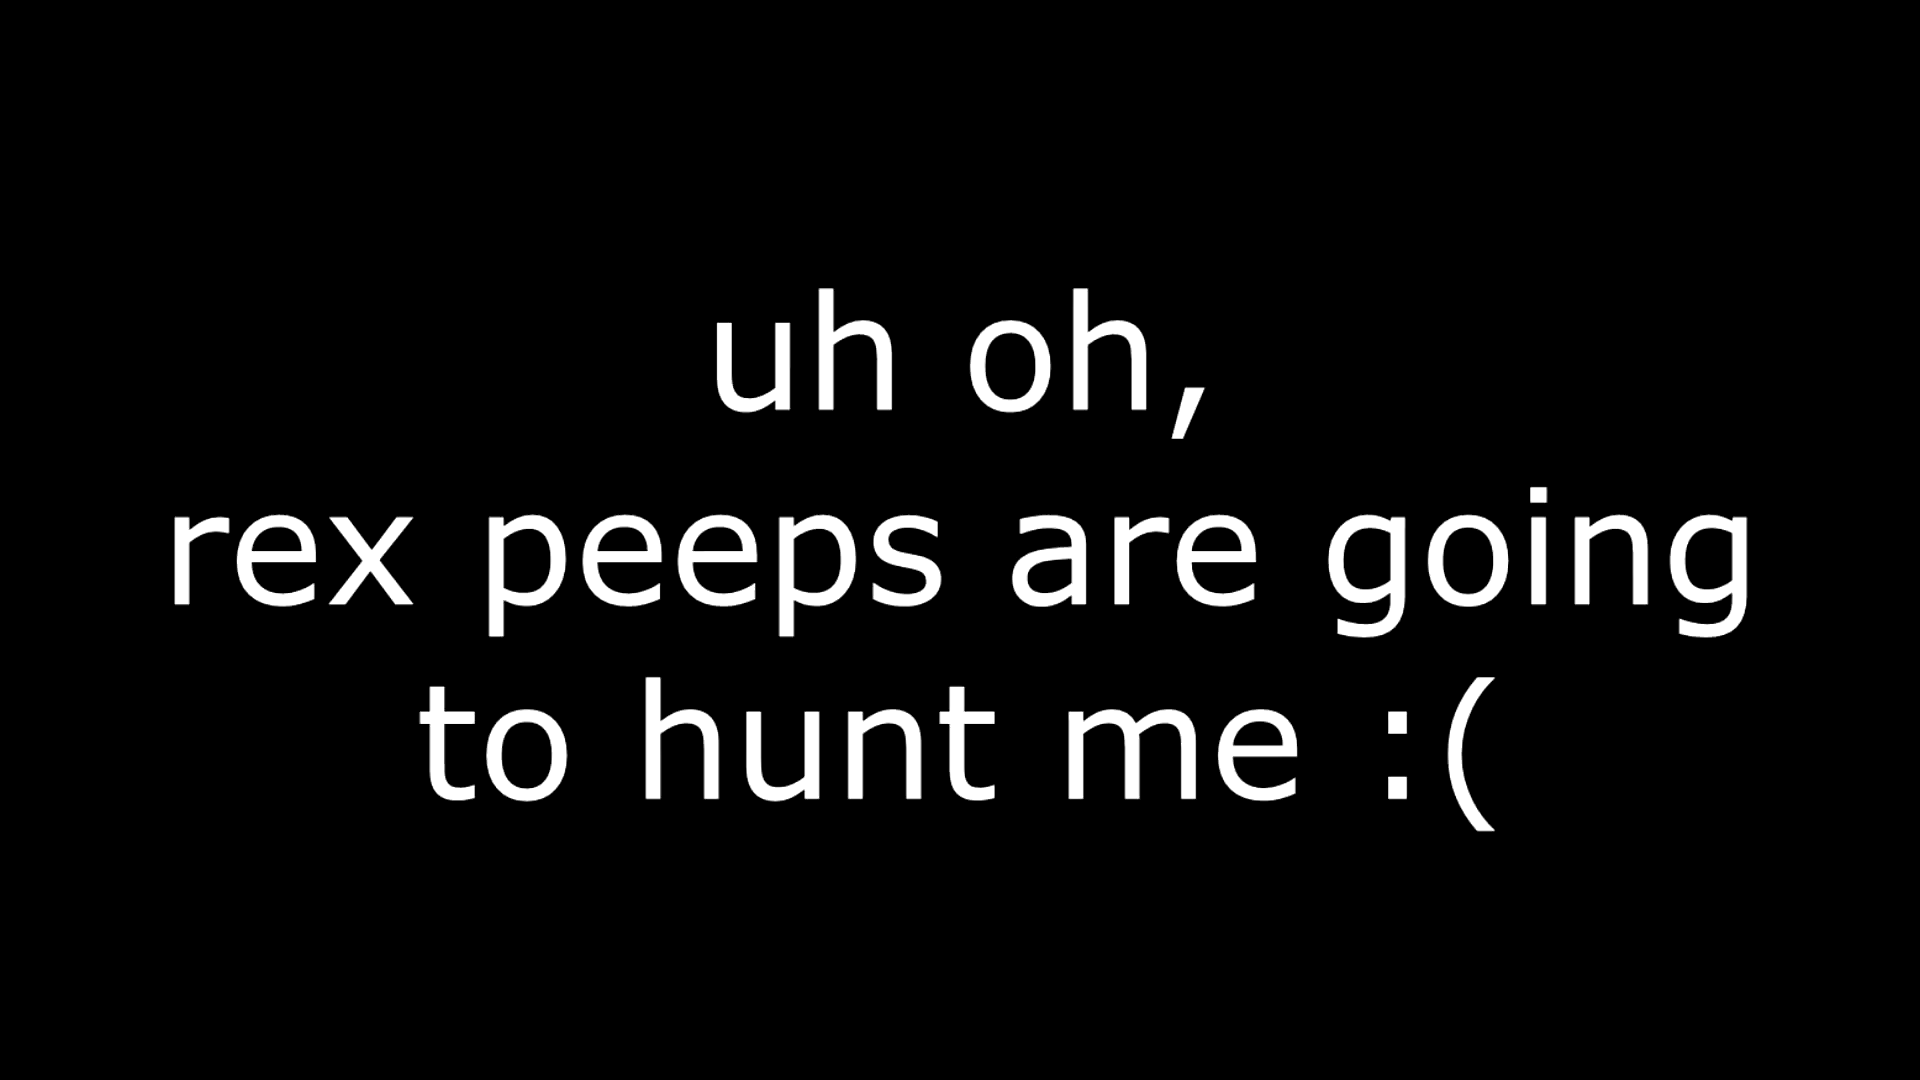 uh oh,
rex peeps are going
to hunt me :(